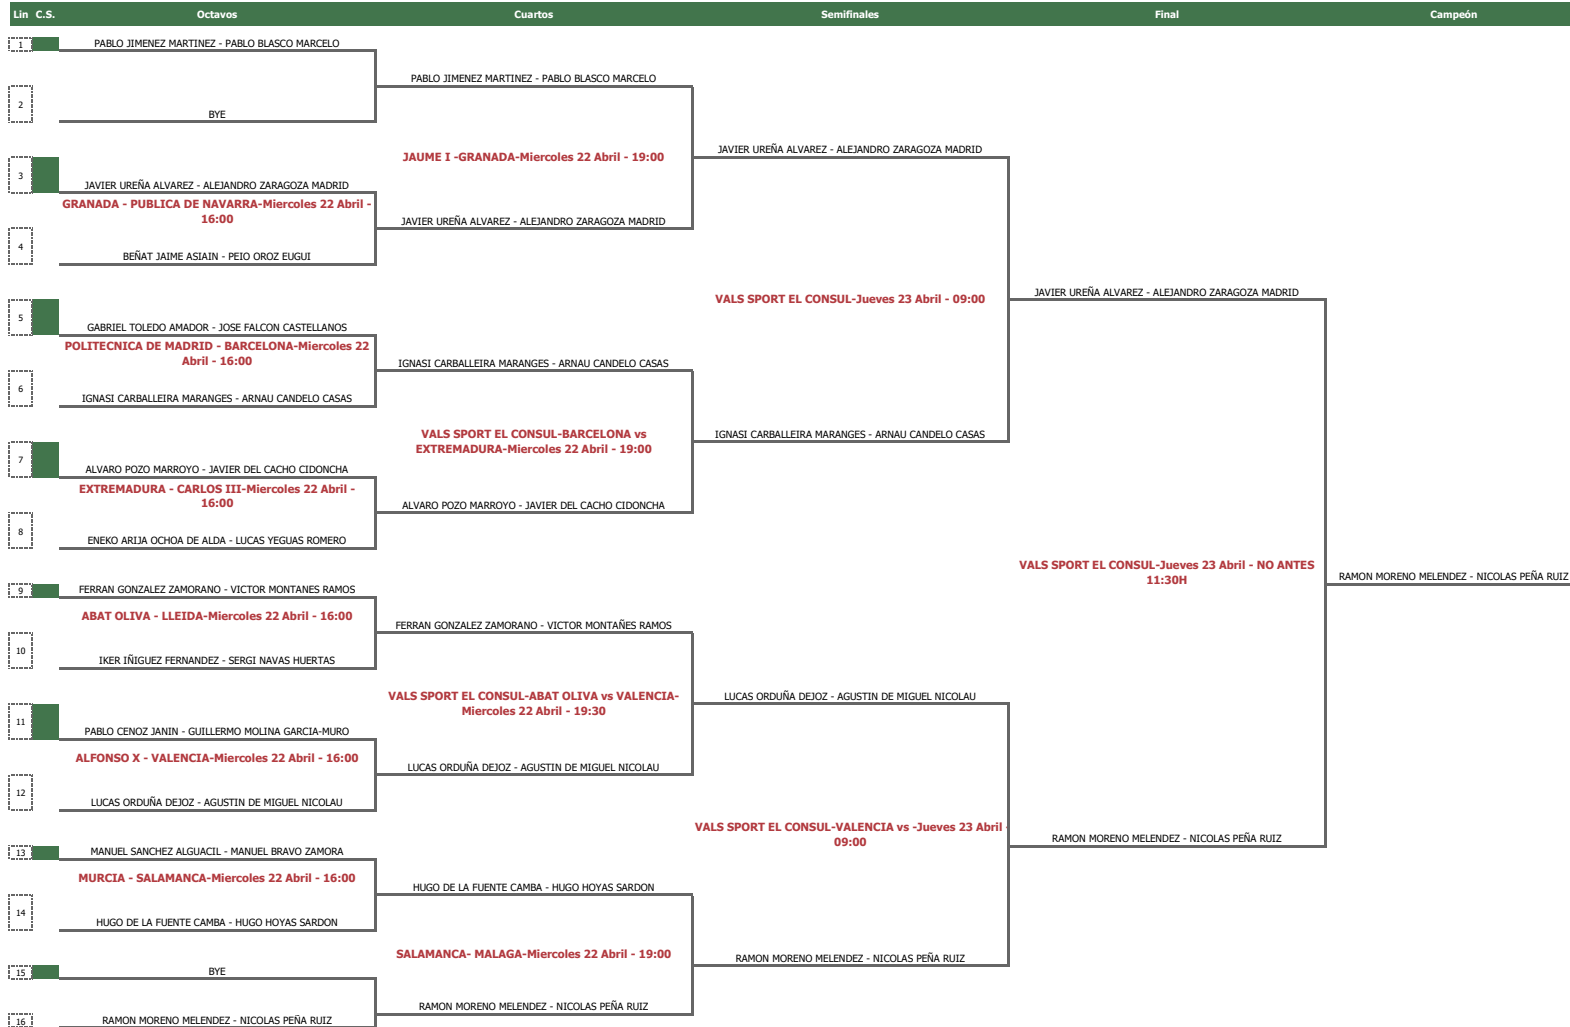 Lin C.S. Octavos Cuartos Semifinales Final Campeón
1 PABLO JIMENEZ MARTINEZ - PABLO BLASCO MARCELO
PABLO JIMENEZ MARTINEZ - PABLO BLASCO MARCELO
2 BYE
JAUME I -GRANADA-Miercoles 22 Abril - 19:00
JAVIER UREÑA ALVAREZ - ALEJANDRO ZARAGOZA MADRID
3 JAVIER UREÑA ALVAREZ - ALEJANDRO ZARAGOZA MADRID
GRANADA - PUBLICA DE NAVARRA-Miercoles 22 Abril -
16:00
JAVIER UREÑA ALVAREZ - ALEJANDRO ZARAGOZA MADRID
4 BEÑAT JAIME ASIAIN - PEIO OROZ EUGUI
VALS SPORT EL CONSUL-Jueves 23 Abril - 09:00
JAVIER UREÑA ALVAREZ - ALEJANDRO ZARAGOZA MADRID
5 GABRIEL TOLEDO AMADOR - JOSE FALCON CASTELLANOS
POLITECNICA DE MADRID - BARCELONA-Miercoles 22
Abril - 16:00
IGNASI CARBALLEIRA MARANGES - ARNAU CANDELO CASAS
6 IGNASI CARBALLEIRA MARANGES - ARNAU CANDELO CASAS
VALS SPORT EL CONSUL-BARCELONA vs
EXTREMADURA-Miercoles 22 Abril - 19:00
IGNASI CARBALLEIRA MARANGES - ARNAU CANDELO CASAS
7 ALVARO POZO MARROYO - JAVIER DEL CACHO CIDONCHA
EXTREMADURA - CARLOS III-Miercoles 22 Abril -
16:00
ALVARO POZO MARROYO - JAVIER DEL CACHO CIDONCHA
8 ENEKO ARIJA OCHOA DE ALDA - LUCAS YEGUAS ROMERO
VALS SPORT EL CONSUL-Jueves 23 Abril - NO ANTES
11:30H
RAMON MORENO MELENDEZ - NICOLAS PEÑA RUIZ
9 FERRAN GONZALEZ ZAMORANO - VICTOR MONTANES RAMOS
ABAT OLIVA - LLEIDA-Miercoles 22 Abril - 16:00
FERRAN GONZALEZ ZAMORANO - VICTOR MONTAÑES RAMOS
10 IKER IÑIGUEZ FERNANDEZ - SERGI NAVAS HUERTAS
VALS SPORT EL CONSUL-ABAT OLIVA vs VALENCIA-
Miercoles 22 Abril - 19:30
LUCAS ORDUÑA DEJOZ - AGUSTIN DE MIGUEL NICOLAU
11 PABLO CENOZ JANIN - GUILLERMO MOLINA GARCIA-MURO
ALFONSO X - VALENCIA-Miercoles 22 Abril - 16:00
LUCAS ORDUÑA DEJOZ - AGUSTIN DE MIGUEL NICOLAU
12 LUCAS ORDUÑA DEJOZ - AGUSTIN DE MIGUEL NICOLAU
VALS SPORT EL CONSUL-VALENCIA vs -Jueves 23 Abril -
09:00
RAMON MORENO MELENDEZ - NICOLAS PEÑA RUIZ
13 MANUEL SANCHEZ ALGUACIL - MANUEL BRAVO ZAMORA
MURCIA - SALAMANCA-Miercoles 22 Abril - 16:00
HUGO DE LA FUENTE CAMBA - HUGO HOYAS SARDON
14 HUGO DE LA FUENTE CAMBA - HUGO HOYAS SARDON
SALAMANCA- MALAGA-Miercoles 22 Abril - 19:00
RAMON MORENO MELENDEZ - NICOLAS PEÑA RUIZ
15 BYE
RAMON MORENO MELENDEZ - NICOLAS PEÑA RUIZ
16 RAMON MORENO MELENDEZ - NICOLAS PEÑA RUIZ